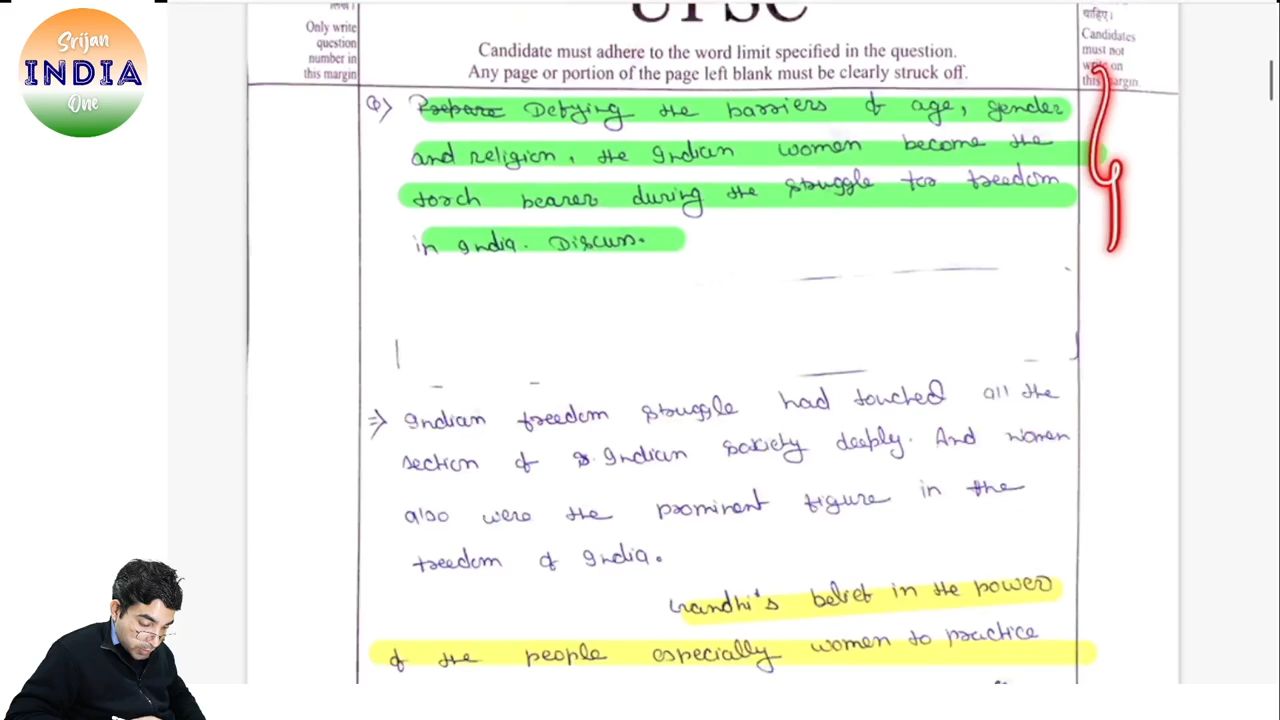 Srijan
INDIA
One
UPSC
Only write
question
number in
this margin
Candidate must adhere to the word limit specified in the question.
Any page or portion of the page left blank must be clearly struck off.
चाहिए।
Candidates
must not
write on
this margin
Q) Prepare Defying the barriers of age, gender
and religion, the Indian women become the
torch bearer during the struggle for freedom
in India. Discuss.
⇒ Indian freedom struggle had touched all the
section of s. Indian society deeply. And women
also were the prominent figure in the
freedom of India.
Gandhi's belief in the power
of the people especially women to practice